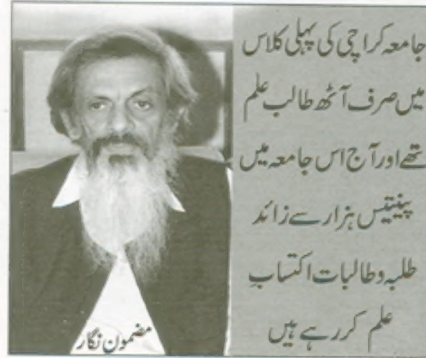 جامعہ کراچی کی پہلی کلاس
میں صرف آٹھ طالب علم
تھے اور آج اس جامعہ میں
پینتیس ہزار سے زائد
طلبہ و طالبات اکتسابِ
علم کر رہے ہیں
مضمون نگار